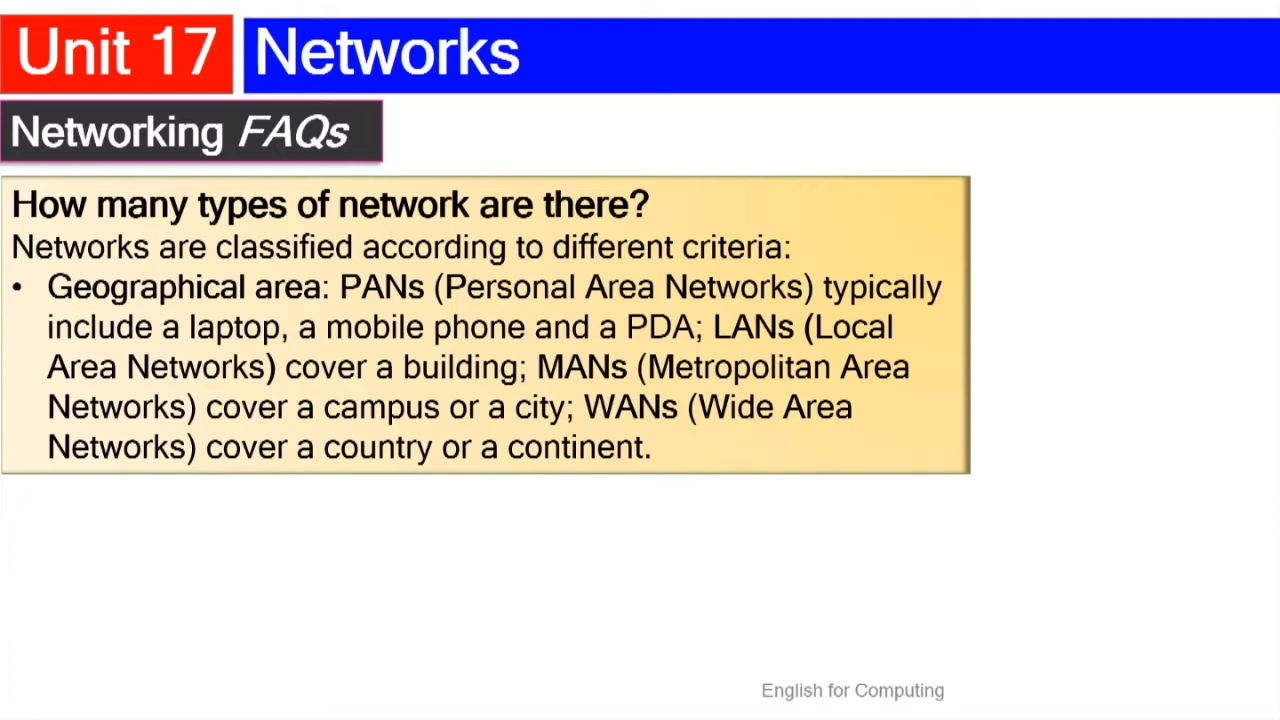 Unit 17 Networks
Networking FAQs
How many types of network are there?
Networks are classified according to different criteria:
• Geographical area: PANs (Personal Area Networks) typically
include a laptop, a mobile phone and a PDA; LANs (Local
Area Networks) cover a building; MANs (Metropolitan Area
Networks) cover a campus or a city; WANs (Wide Area
Networks) cover a country or a continent.
English for Computing